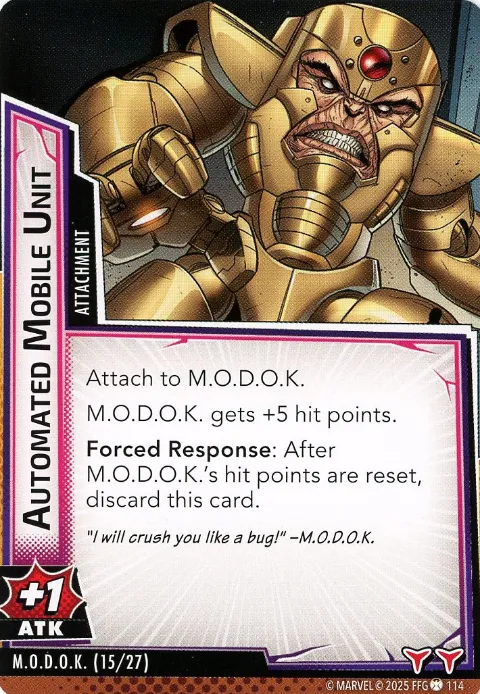 AUTOMATED MOBILE UNIT
ATTACHMENT
Attach to M.O.D.O.K.
M.O.D.O.K. gets +5 hit points.
Forced Response: After
M.O.D.O.K.'s hit points are reset,
discard this card.
"I will crush you like a bug!" –M.O.D.O.K.
+1
ATK
M.O.D.O.K. (15/27)
© MARVEL © 2025 FFG 114